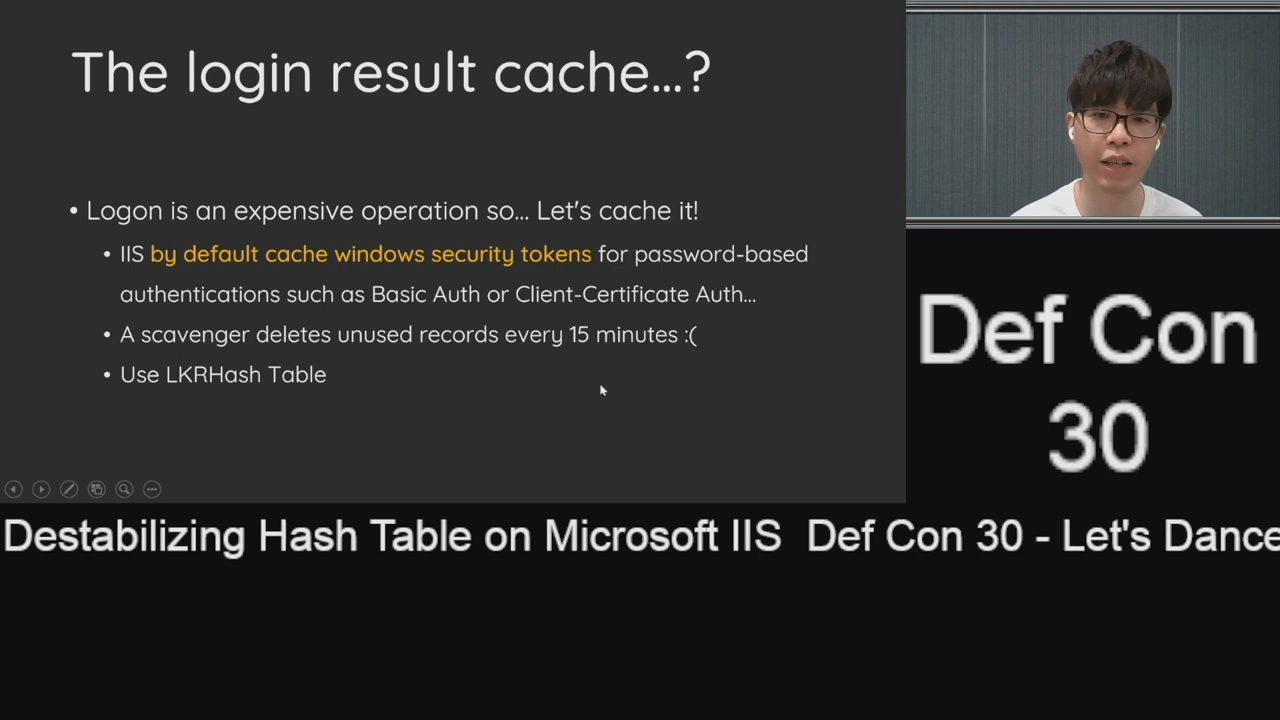 The login result cache...?
• Logon is an expensive operation so... Let's cache it!
• IIS by default cache windows security tokens for password-based
authentications such as Basic Auth or Client-Certificate Auth...
• A scavenger deletes unused records every 15 minutes :(
• Use LKRHash Table
Def Con
30
Destabilizing Hash Table on Microsoft IIS Def Con 30 - Let's Dance